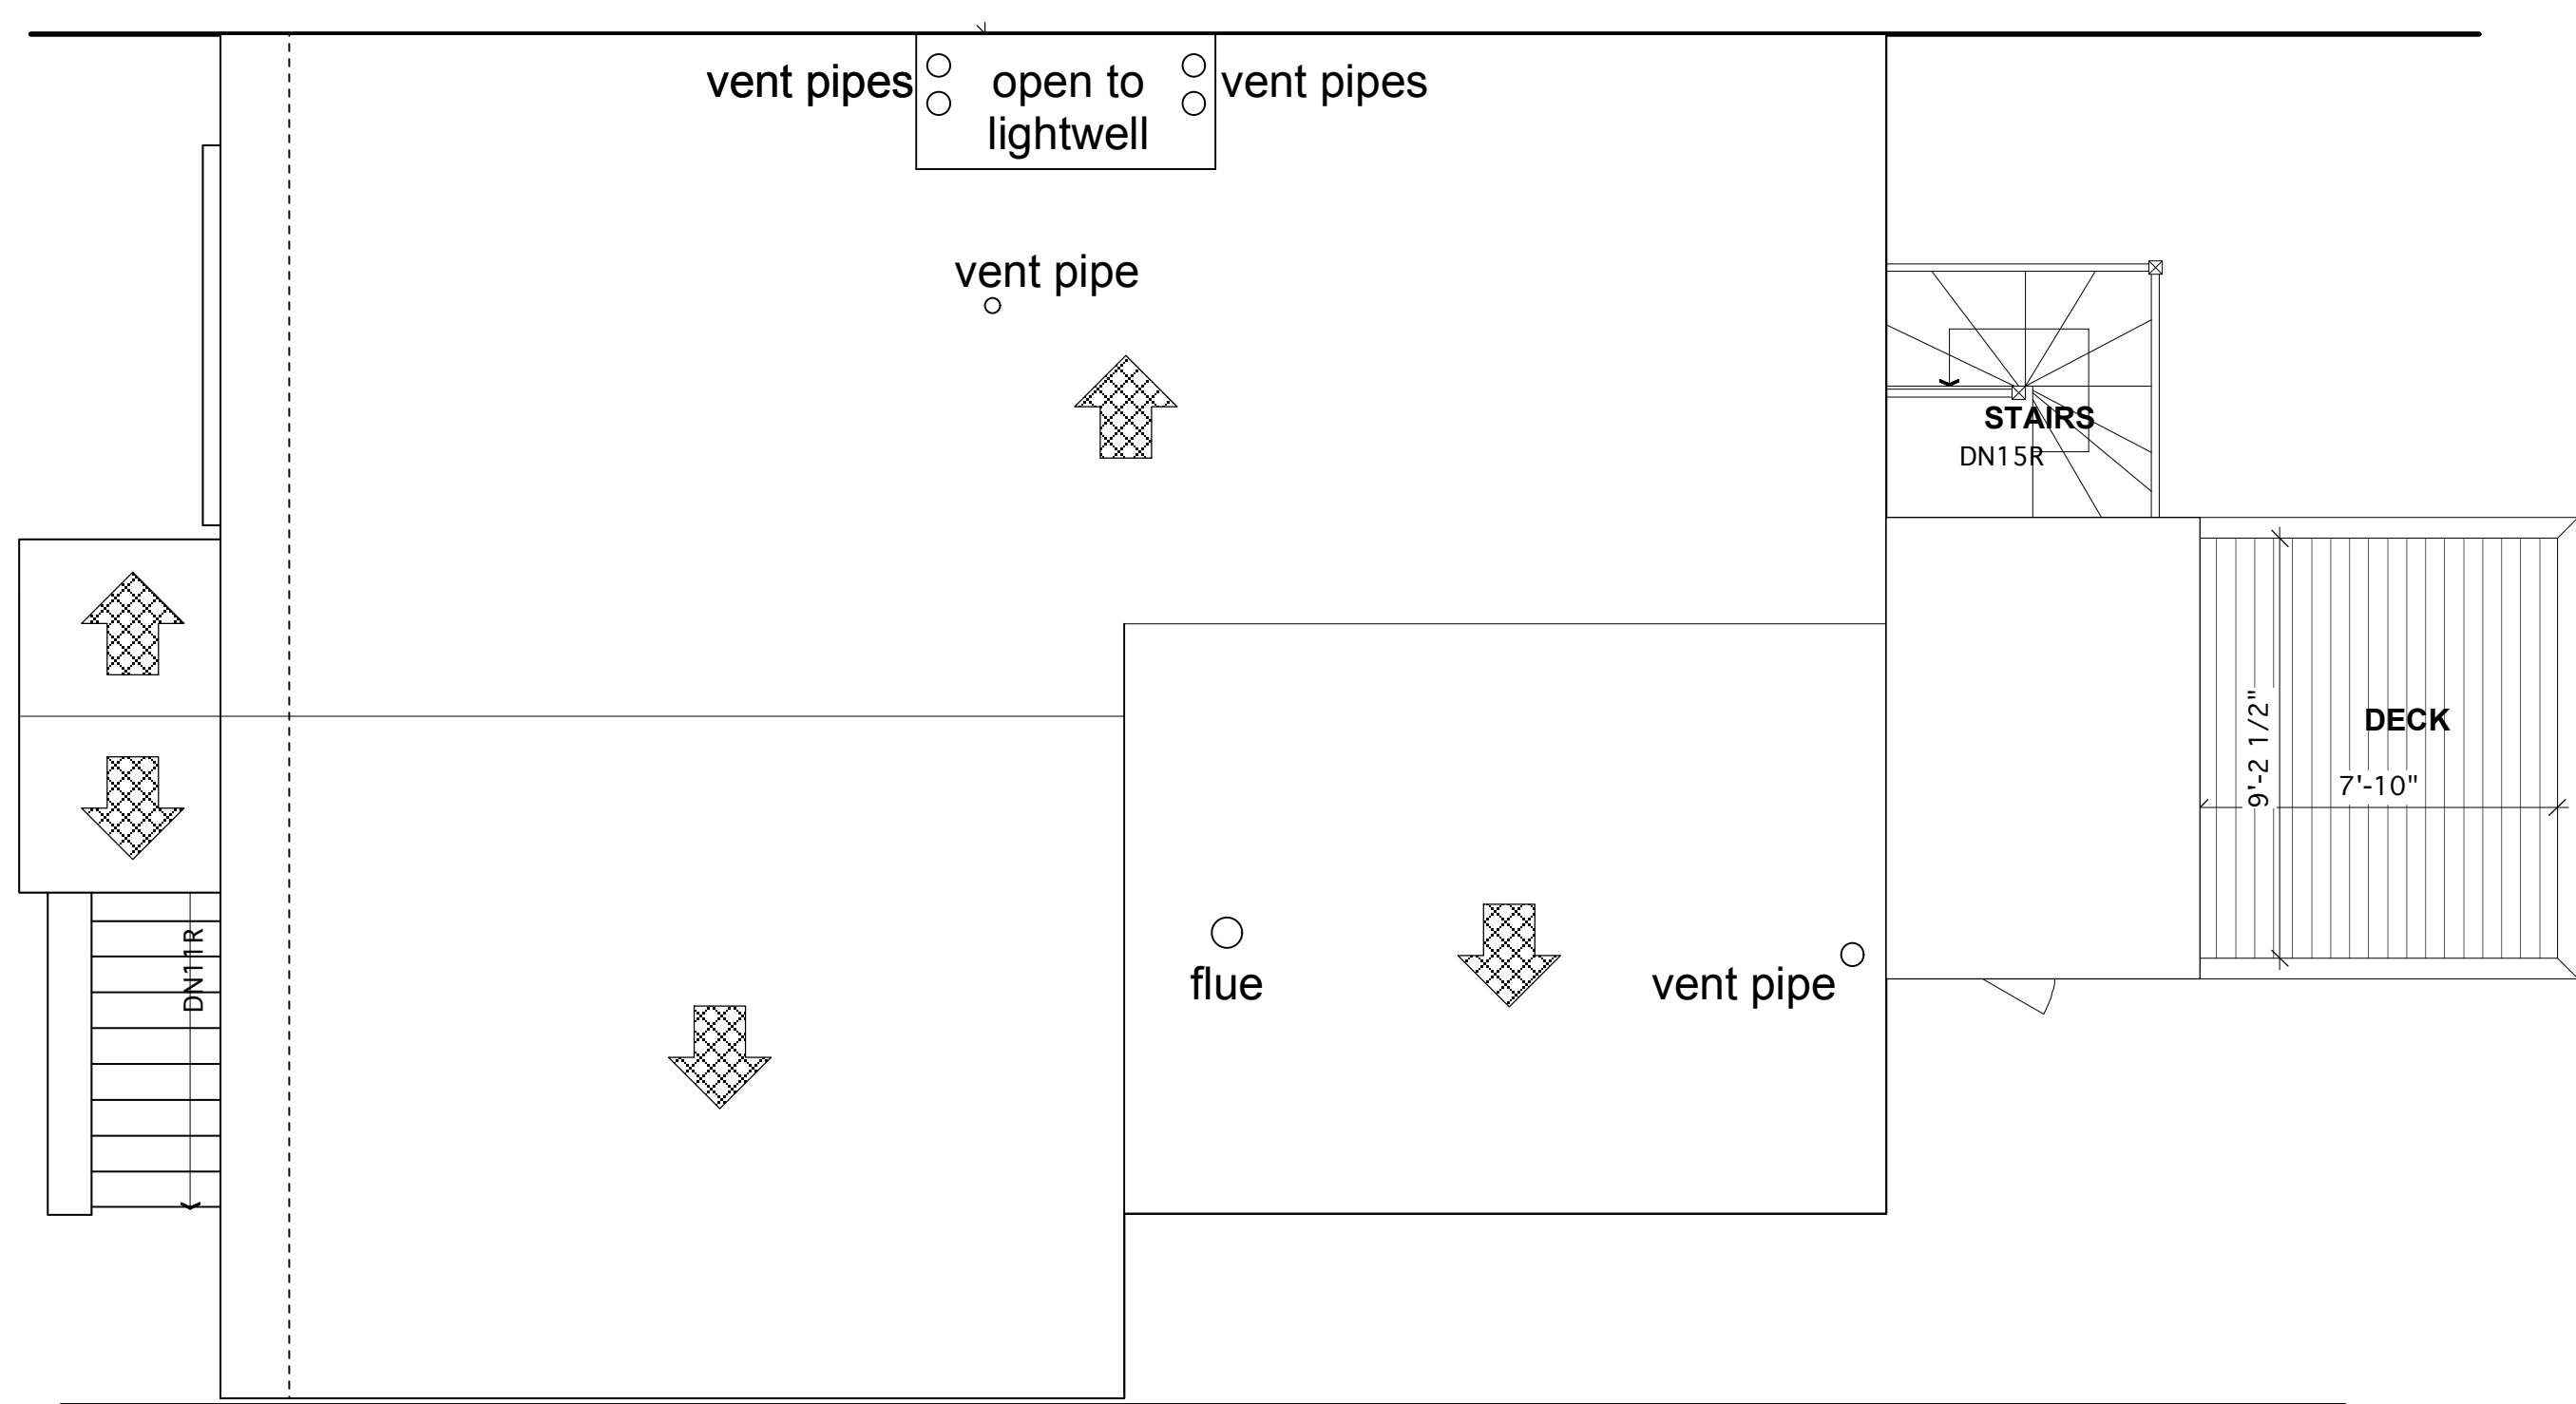 vent pipes
open to
lightwell
vent pipes
vent pipe
STAIRS
DN15R
9'-2 1/2"
DECK
7'-10"
DN11R
flue
vent pipe